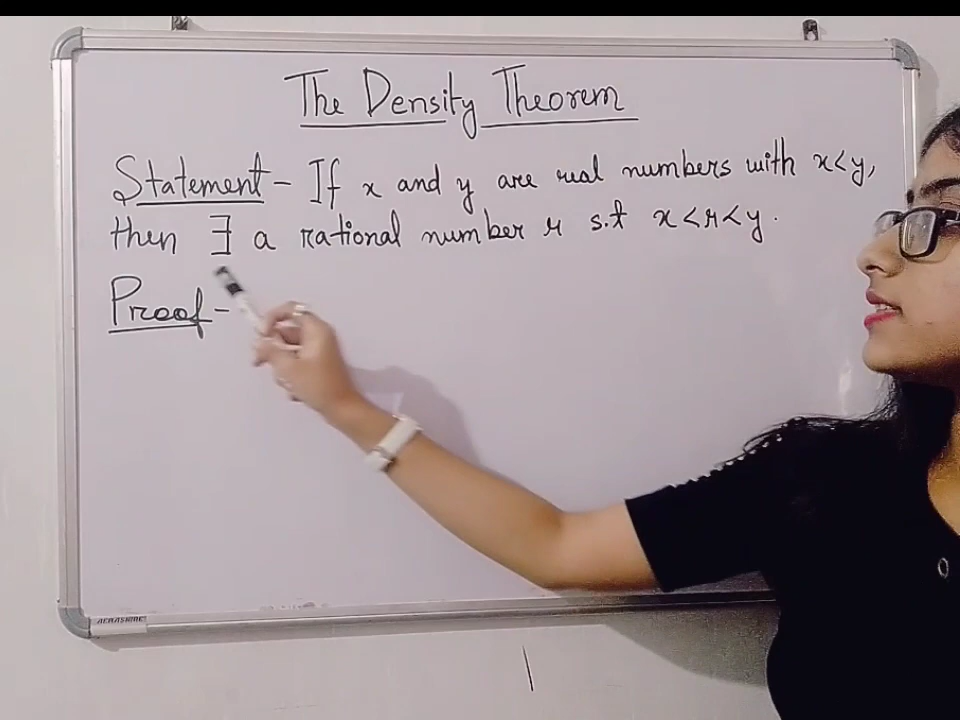 The Density Theorem
Statement - If x and y are real numbers with x<y,
then ∃ a rational number r s.t x<r<y.
Proof -